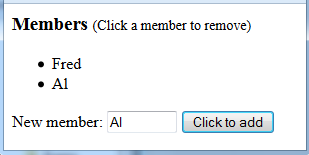 Members (Click a member to remove)
Fred
Al
New member: Al Click to add